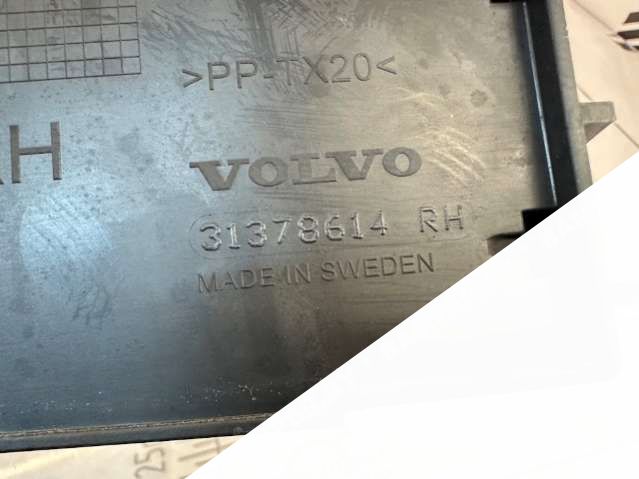 >PP-TX20<
VOLVO
31378614 RH
MADE IN SWEDEN